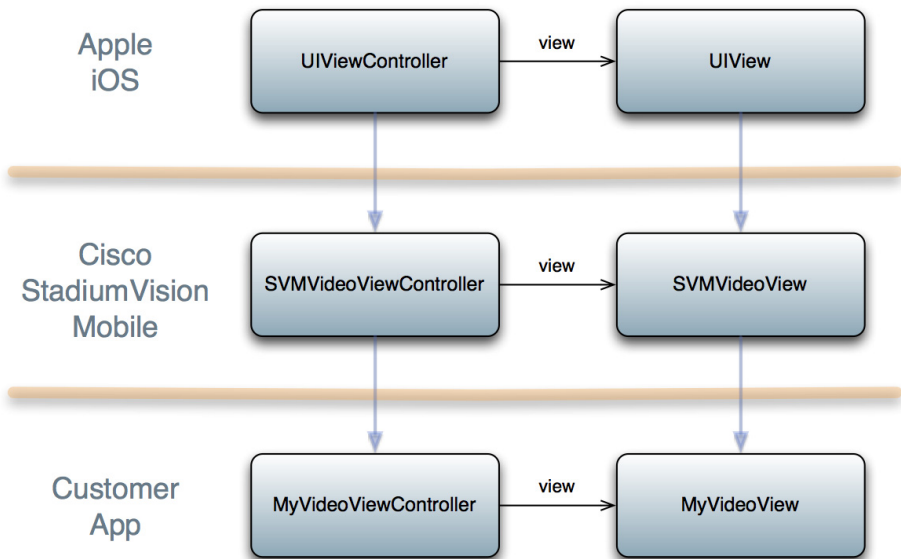 Apple
iOS
UIViewController
view
UIView
Cisco
StadiumVision
Mobile
SVMVideoViewController
view
SVMVideoView
Customer
App
MyVideoViewController
view
MyVideoView